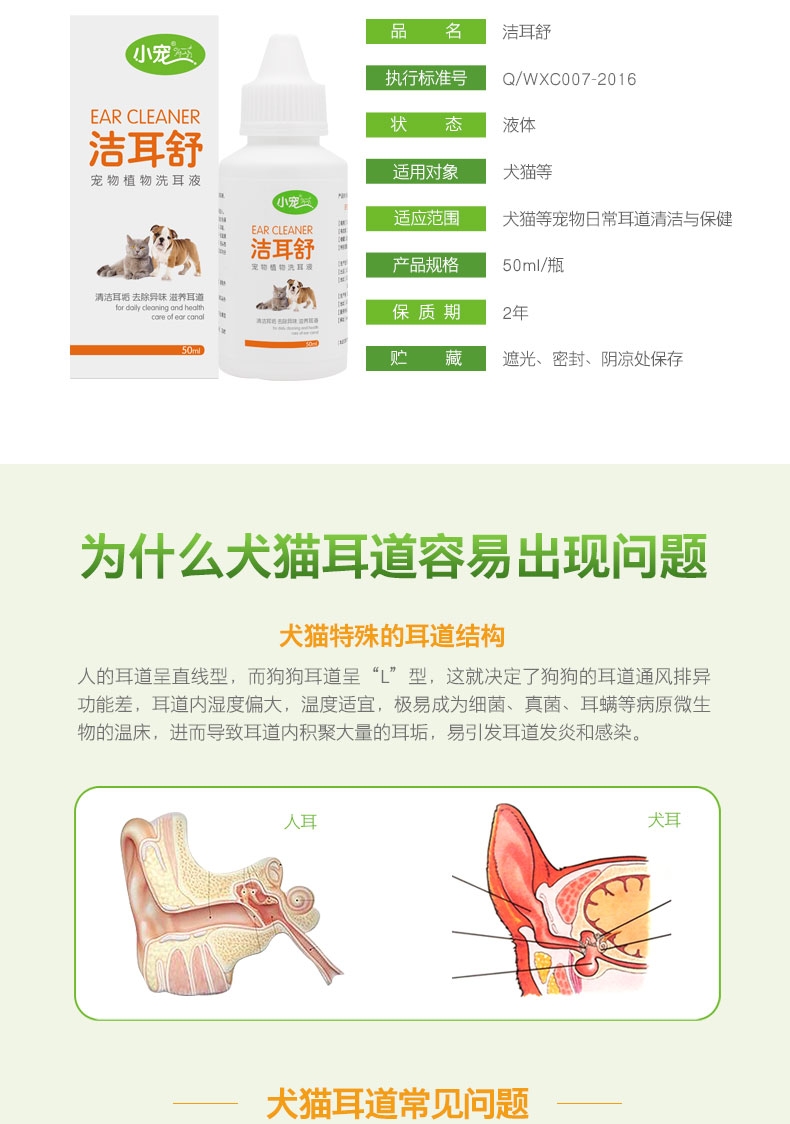 小宠
EAR CLEANER
洁耳舒
宠物植物洗耳液
清洁耳垢 去除异味 滋养耳道
for daily cleaning and health
care of ear canal
50ml
小宠
EAR CLEANER
洁耳舒
宠物植物洗耳液
清洁耳垢 去除异味 滋养耳道
for daily cleaning and health
care of ear canal
50ml
品 名 洁耳舒
执行标准号 Q/WXC007-2016
状 态 液体
适用对象 犬猫等
适应范围 犬猫等宠物日常耳道清洁与保健
产品规格 50ml/瓶
保 质 期 2年
贮 藏 遮光、密封、阴凉处保存
为什么犬猫耳道容易出现问题
犬猫特殊的耳道结构
人的耳道呈直线型，而狗狗耳道呈“L”型，这就决定了狗狗的耳道通风排异
功能差，耳道内湿度偏大，温度适宜，极易成为细菌、真菌、耳螨等病原微生
物的温床，进而导致耳道内积聚大量的耳垢，易引发耳道发炎和感染。
人耳
犬耳
犬猫耳道常见问题